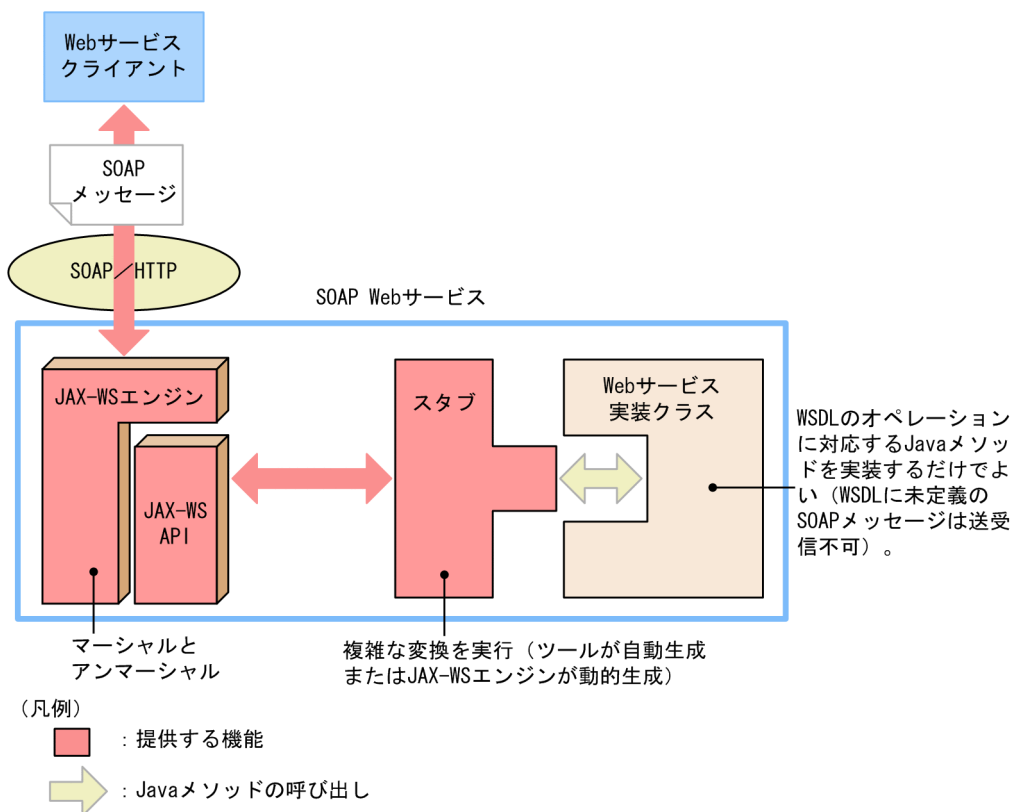 Webサービス
クライアント
SOAP
メッセージ
SOAP／HTTP
SOAP Webサービス
JAX-WSエンジン
JAX-WS
API
スタブ
Webサービス
実装クラス
WSDLのオペレーション
に対応するJavaメソッ
ドを実装するだけでよ
い（WSDLに未定義の
SOAPメッセージは送受
信不可）。
マーシャルと
アンマーシャル
複雑な変換を実行（ツールが自動生成
またはJAX-WSエンジンが動的生成）
（凡例）
：提供する機能
：Javaメソッドの呼び出し